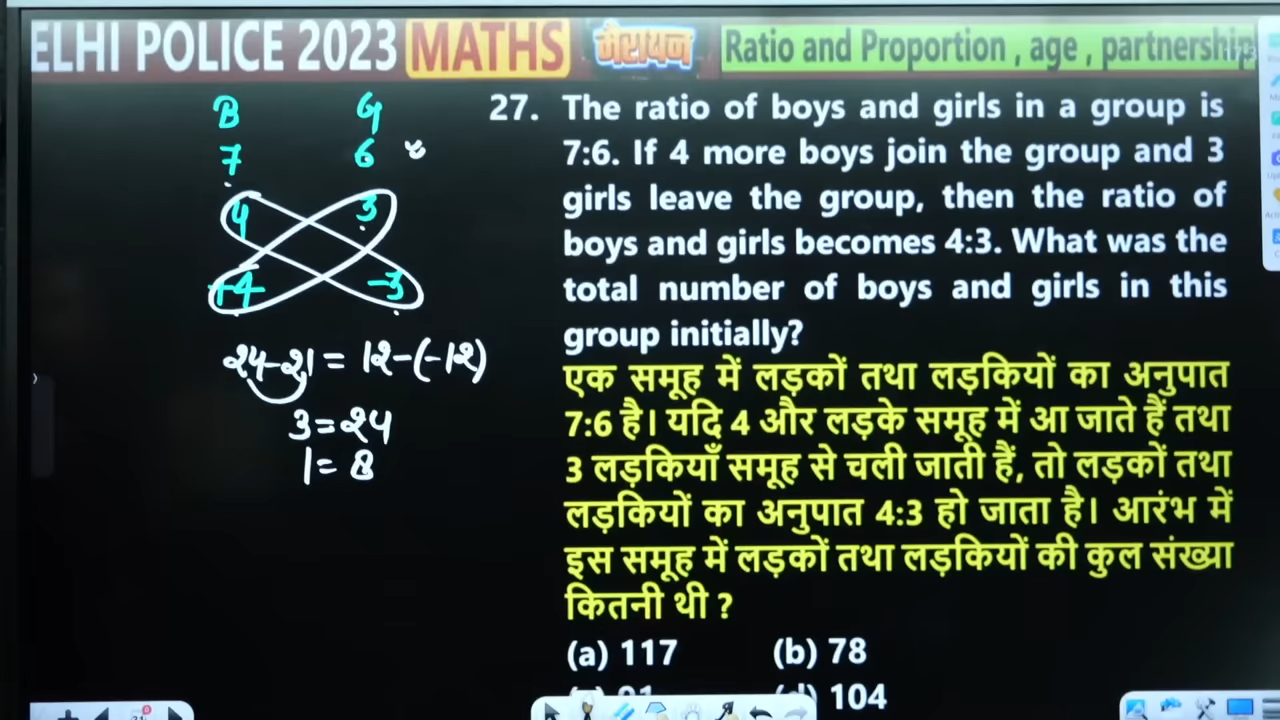 ELHI POLICE 2023 MATHS मैराथन Ratio and Proportion , age , partnership
B G
7 6
4 3
+4 -3
24-21 = 12-(-12)
3=24
1= 8
27. The ratio of boys and girls in a group is
7:6. If 4 more boys join the group and 3
girls leave the group, then the ratio of
boys and girls becomes 4:3. What was the
total number of boys and girls in this
group initially?
एक समूह में लड़कों तथा लड़कियों का अनुपात
7:6 है। यदि 4 और लड़के समूह में आ जाते हैं तथा
3 लड़कियाँ समूह से चली जाती हैं, तो लड़कों तथा
लड़कियों का अनुपात 4:3 हो जाता है। आरंभ में
इस समूह में लड़कों तथा लड़कियों की कुल संख्या
कितनी थी ?
(a) 117 (b) 78
(d) 104